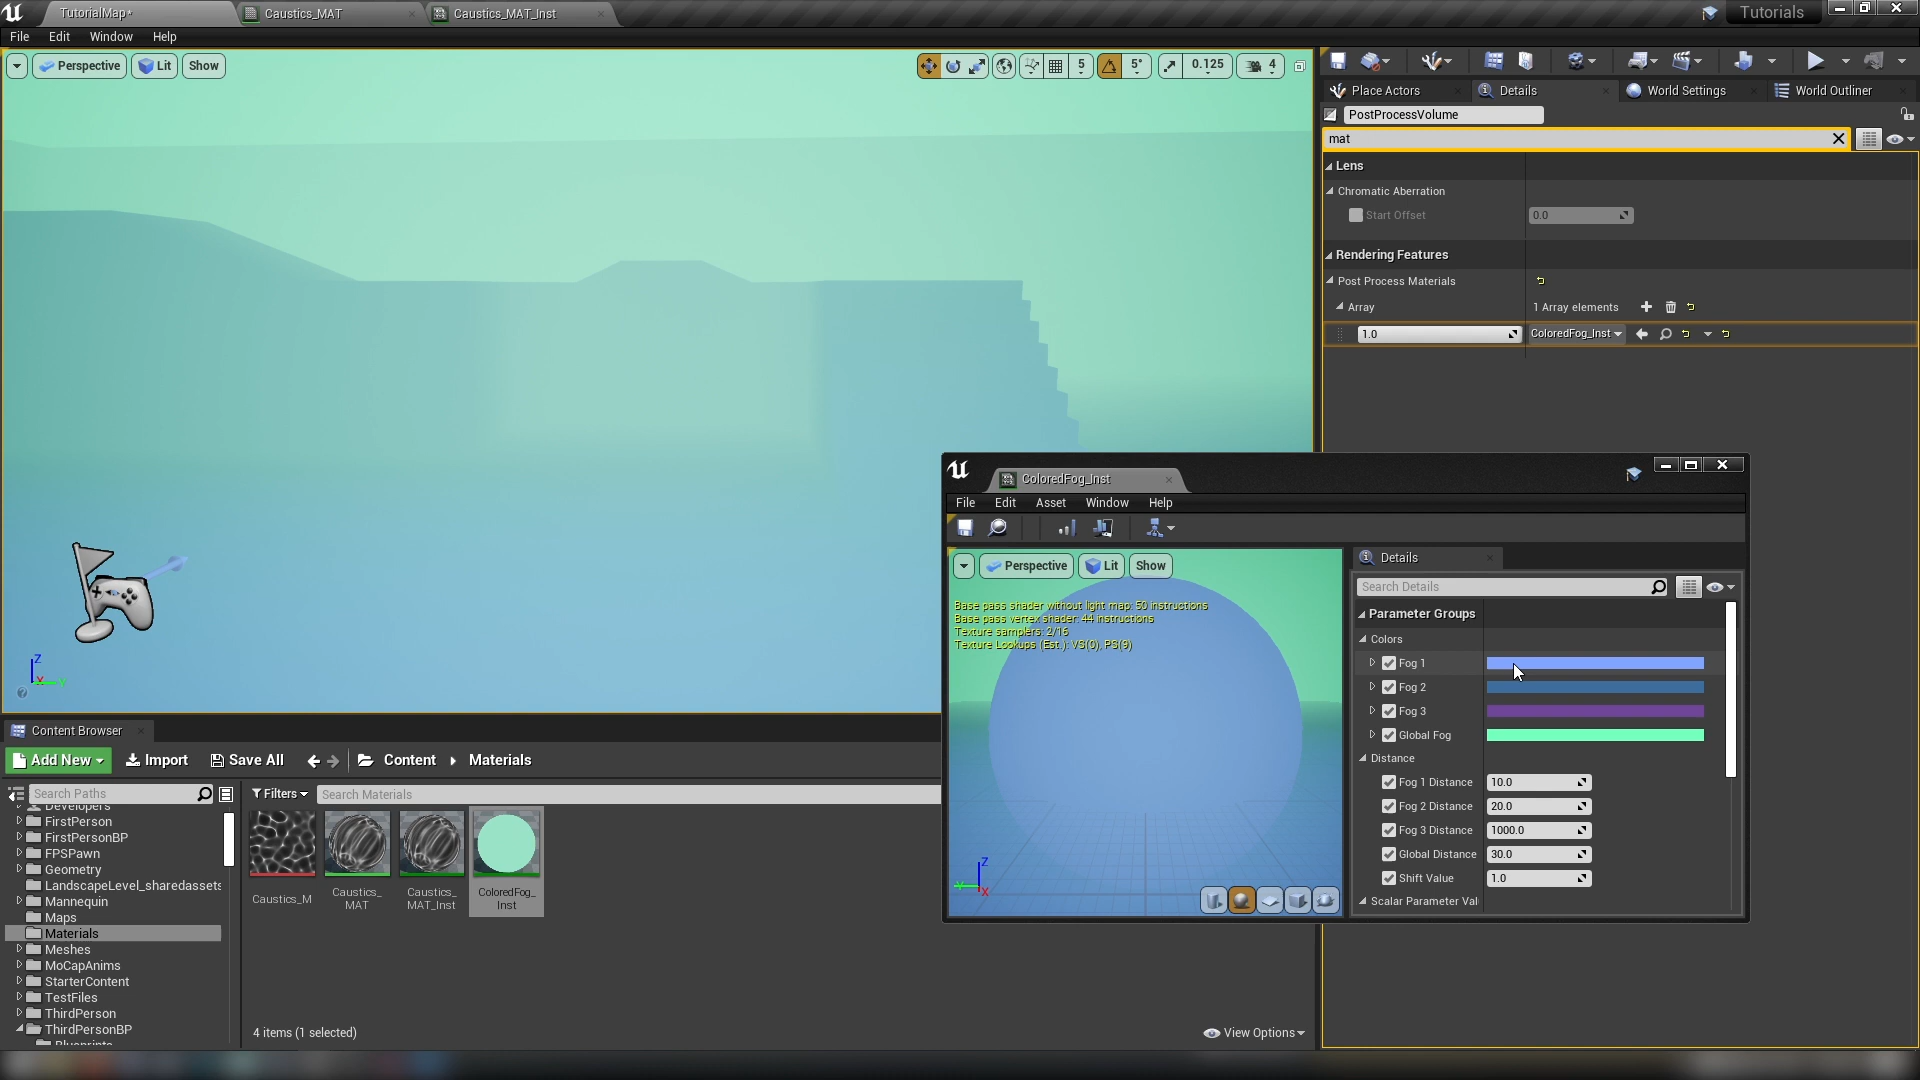 TutorialMap*
Caustics_MAT
Caustics_MAT_Inst
Tutorials
File Edit Window Help
Perspective Lit Show
5 5° 0.125 4
Place Actors
Details
World Settings
World Outliner
PostProcessVolume
mat
Lens
Chromatic Aberration
Start Offset 0.0
Rendering Features
Post Process Materials
Array 1 Array elements
1.0 ColoredFog_Inst
Z
X
Y
ColoredFog_Inst
File Edit Asset Window Help
Perspective Lit Show
Base pass shader without light map: 50 instructions
Base pass vertex shader: 44 instructions
Texture samplers: 2/16
Texture Lookups (Est.): VS(0), PS(9)
Z
X
Details
Search Details
Parameter Groups
Colors
Fog 1
Fog 2
Fog 3
Global Fog
Distance
Fog 1 Distance 10.0
Fog 2 Distance 20.0
Fog 3 Distance 1000.0
Global Distance 30.0
Shift Value 1.0
Scalar Parameter Val
Content Browser
Add New Import Save All Content Materials
Search Paths
Filters
Search Materials
Developers
FirstPerson
FirstPersonBP
FPSPawn
Geometry
LandscapeLevel_sharedassets
Mannequin
Maps
Materials
Meshes
MoCapAnims
StarterContent
TestFiles
ThirdPerson
ThirdPersonBP
Blueprints
Caustics_M
Caustics_
MAT
Caustics_
MAT_Inst
ColoredFog_
Inst
4 items (1 selected)
View Options